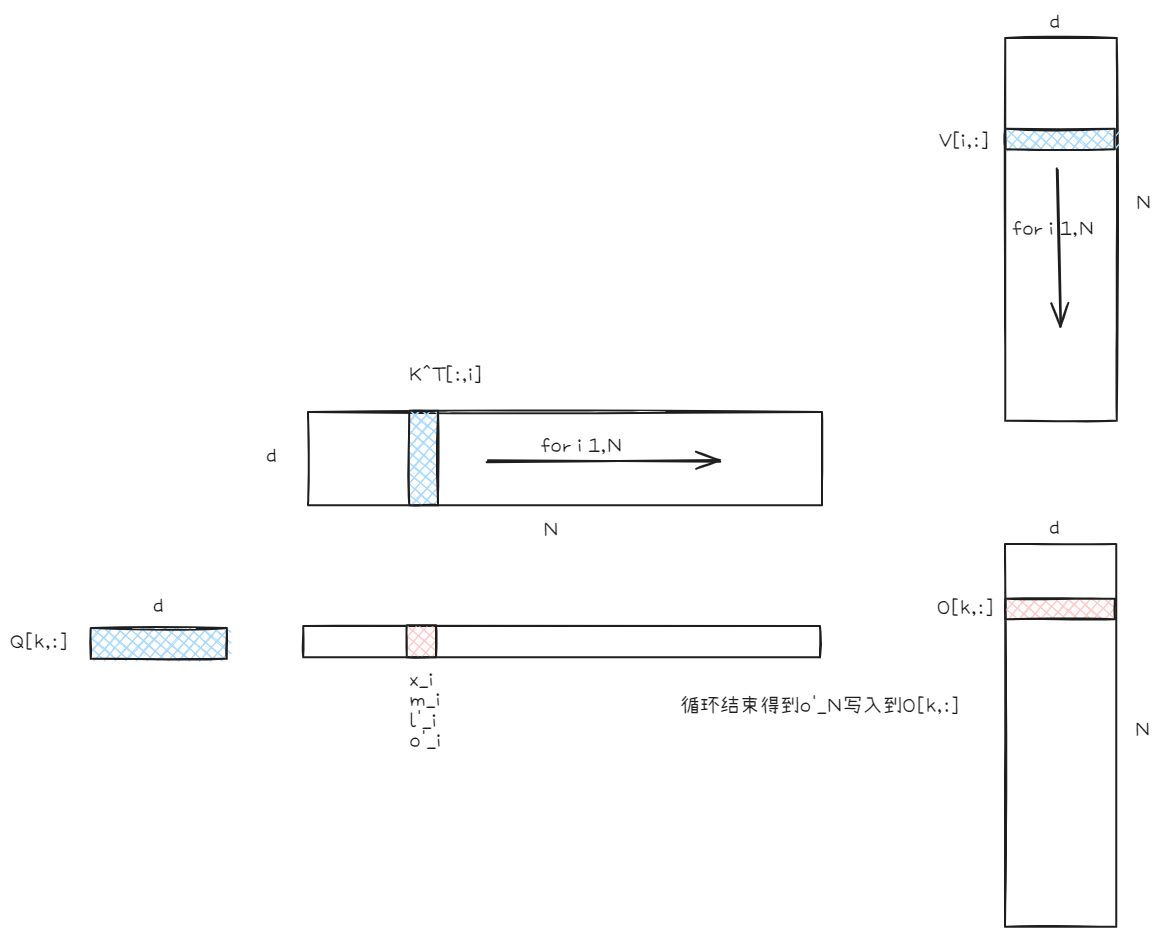 d
V[i,:]
N
for i 1,N
K^T[:,i]
d
for i 1,N
N
d
Q[k,:]
x_i
m_i
l'_i
o'_i
循环结束得到o'_N写入到O[k,:]
d
O[k,:]
N